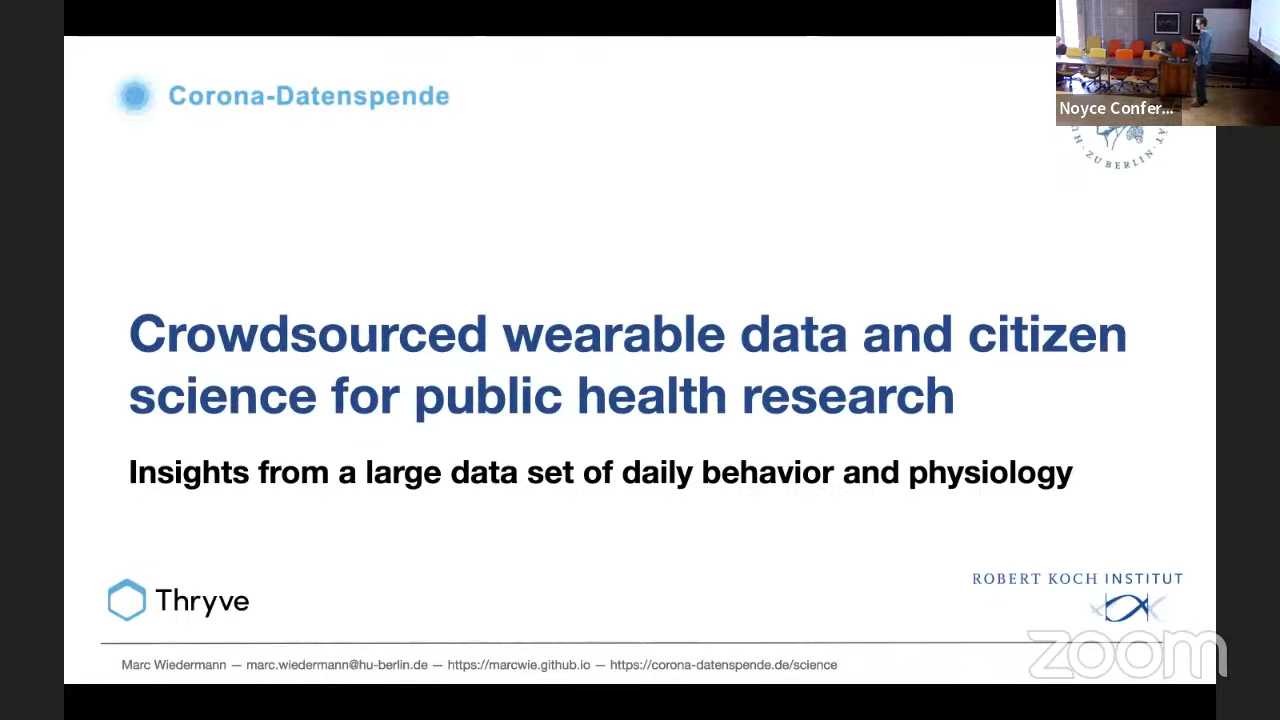 Corona-Datenspende
Noyce Confer...
ZU BERLIN
Crowdsourced wearable data and citizen
science for public health research
Insights from a large data set of daily behavior and physiology
Thryve
ROBERT KOCH INSTITUT
zoom
Marc Wiedermann — marc.wiedermann@hu-berlin.de — https://marcwie.github.io — https://corona-datenspende.de/science